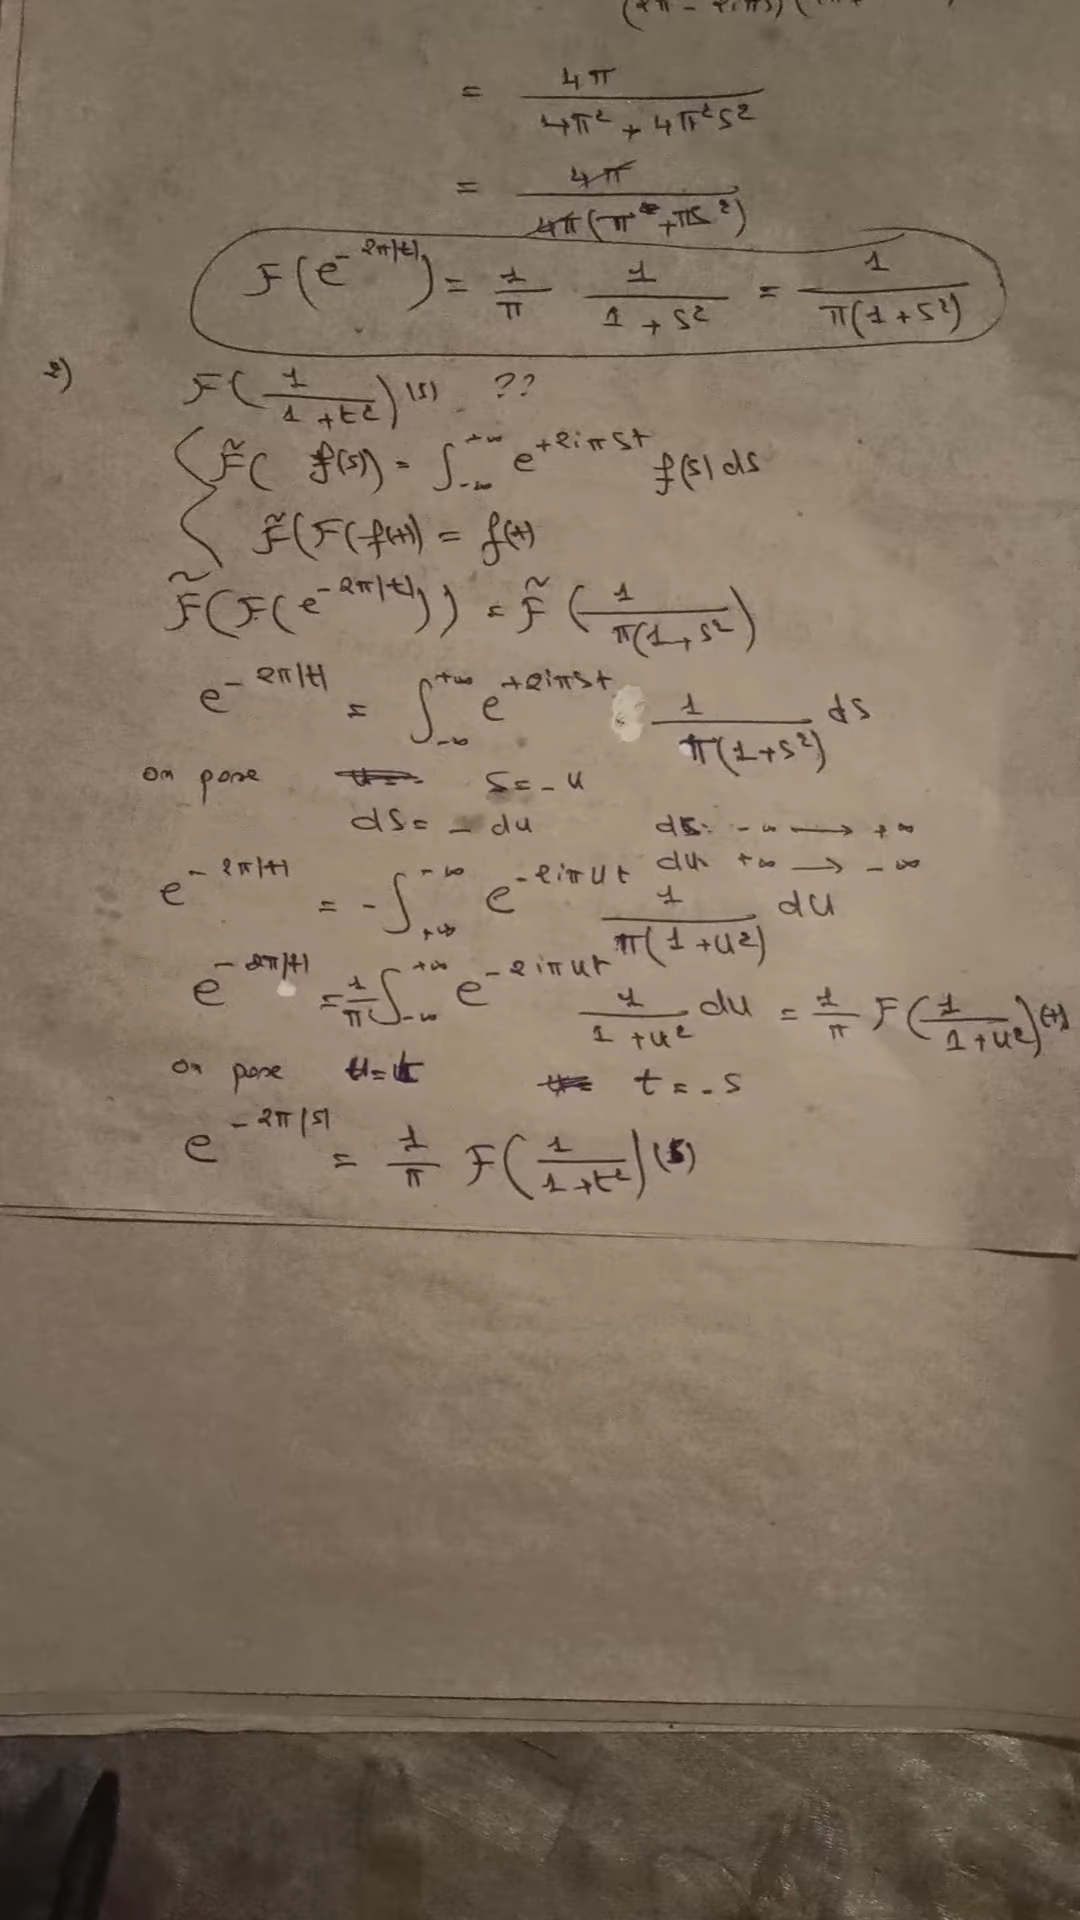 = 4π / (4π² + 4π²s²)
= 4π / (4π(π + πs²))
F(e^{-2π|t|}) = 1/π 1/(1+s²) = 1/(π(1+s²))
2) F(1/(1+t²))(s) ??
F̃( f(s)) = ∫_{-∞}^{+∞} e^{+2iπst} f(s) ds
F̃(F(f(t)) = f(t)
F̃(F(e^{-2π|t|})) = F̃(1/(π(1+s²)))
e^{-2π|t|} = ∫_{-∞}^{+∞} e^{+2iπst} 1/(π(1+s²)) ds
on pose s = -u
ds = - du ds: -∞ → +∞
du +∞ → -∞
e^{-2π|t|} = -∫_{+∞}^{-∞} e^{-2iπut} 1/(π(1+u²)) du
e^{-2π|t|} = 1/π ∫_{-∞}^{+∞} e^{-2iπut} 1/(1+u²) du = 1/π F(1/(1+u²))(t)
on pose u=t t = -s
e^{-2π|s|} = 1/π F(1/(1+t²))(s)